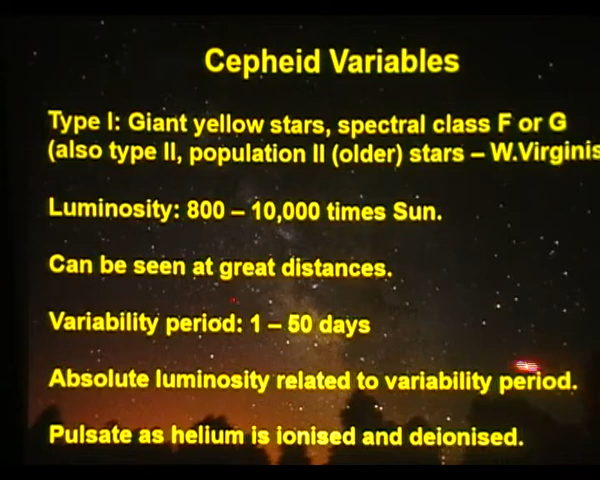 Cepheid Variables
Type I: Giant yellow stars, spectral class F or G
(also type II, population II (older) stars – W.Virginis
Luminosity: 800 – 10,000 times Sun.
Can be seen at great distances.
Variability period: 1 – 50 days
Absolute luminosity related to variability period.
Pulsate as helium is ionised and deionised.